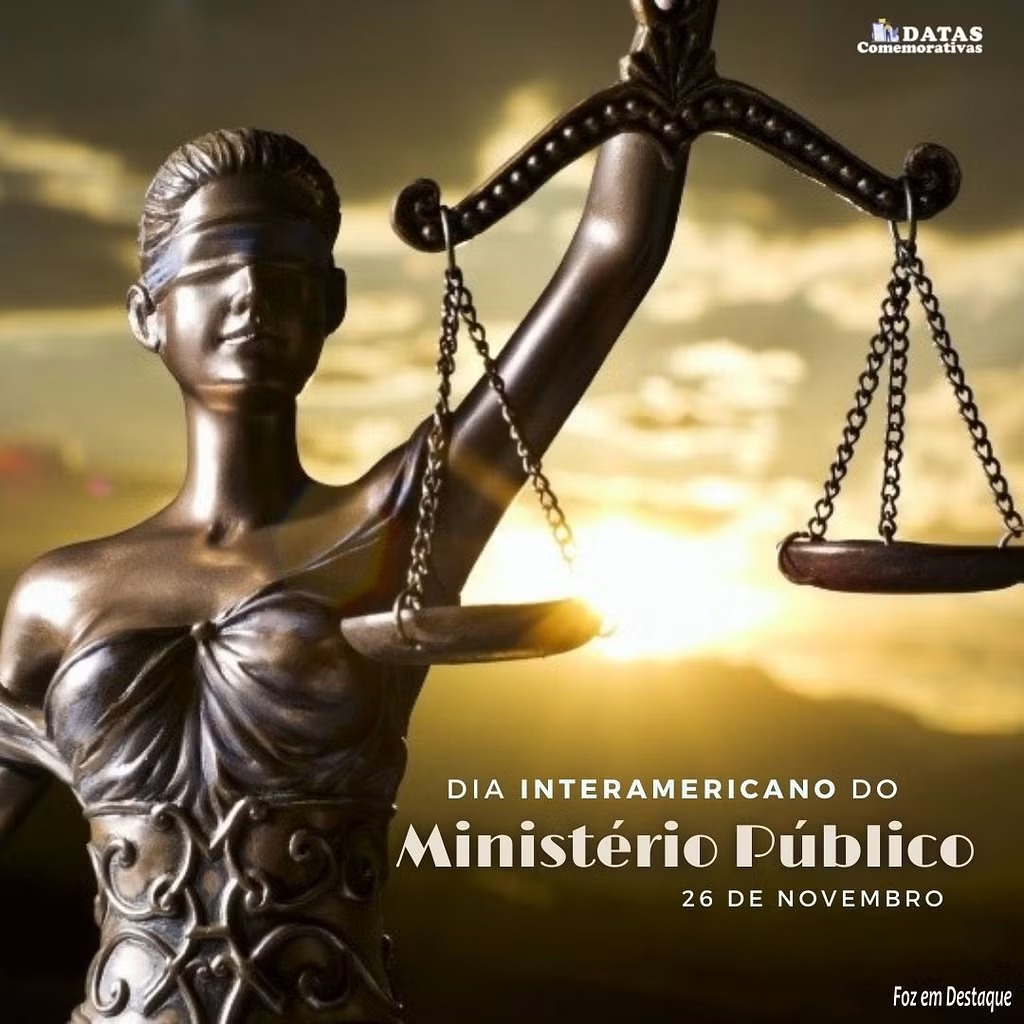 DATAS
Comemorativas
DIA INTERAMERICANO DO
Ministério Público
26 DE NOVEMBRO
Foz em Destaque